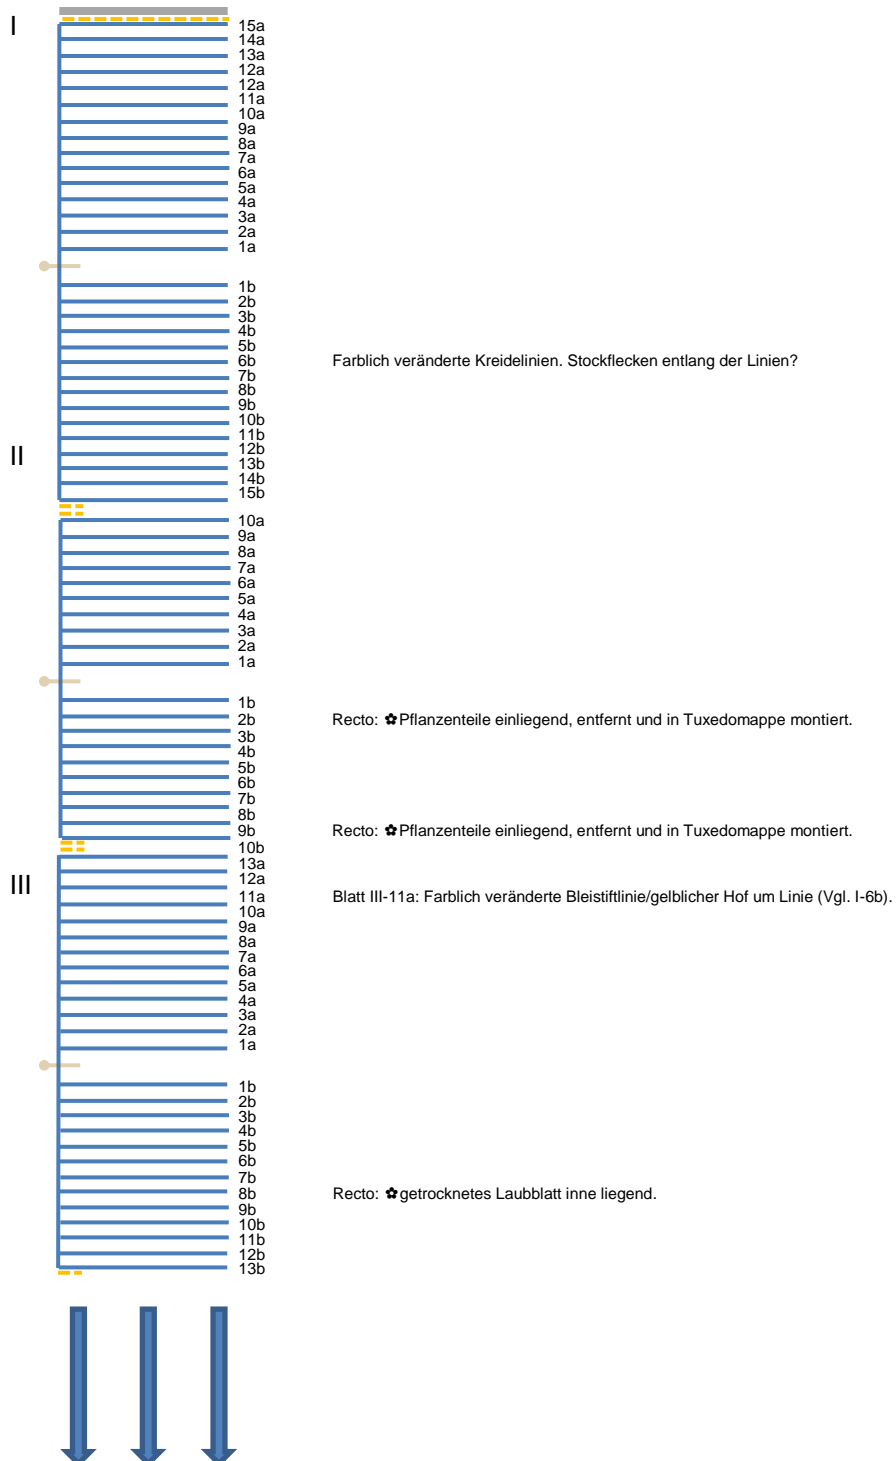 I
15a
14a
13a
12a
12a
11a
10a
9a
8a
7a
6a
5a
4a
3a
2a
1a
1b
2b
3b
4b
5b
6b Farblich veränderte Kreidelinien. Stockflecken entlang der Linien?
7b
8b
9b
10b
11b
II
12b
13b
14b
15b
10a
9a
8a
7a
6a
5a
4a
3a
2a
1a
1b
2b Recto: ✿Pflanzenteile einliegend, entfernt und in Tuxedomappe montiert.
3b
4b
5b
6b
7b
8b
9b Recto: ✿Pflanzenteile einliegend, entfernt und in Tuxedomappe montiert.
10b
13a
III
12a
11a Blatt III-11a: Farblich veränderte Bleistiftlinie/gelblicher Hof um Linie (Vgl. I-6b).
10a
9a
8a
7a
6a
5a
4a
3a
2a
1a
1b
2b
3b
4b
5b
6b
7b
8b Recto: ✿getrocknetes Laubblatt inne liegend.
9b
10b
11b
12b
13b